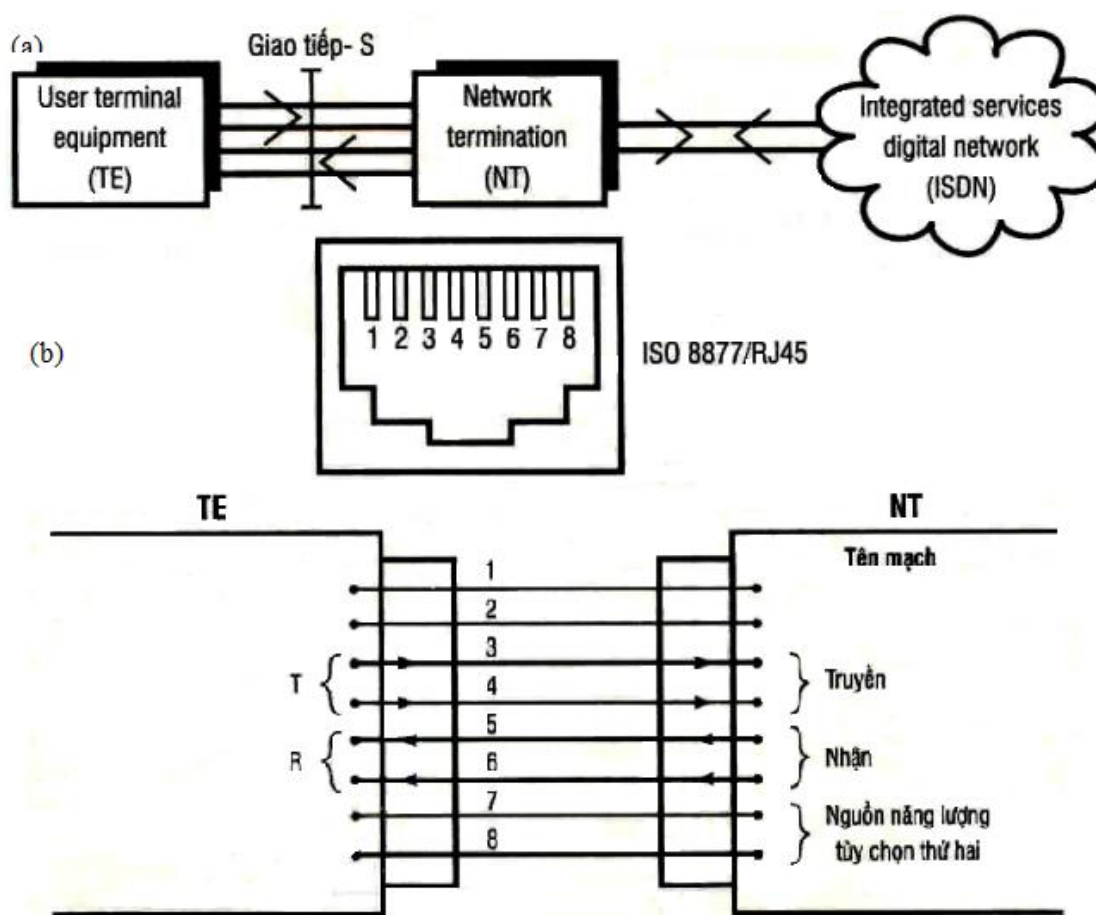 (a)
Giao tiếp- S
User terminal
equipment
(TE)
Network
termination
(NT)
Integrated services
digital network
(ISDN)
1 2 3 4 5 6 7 8
(b)
ISO 8877/RJ45
TE
NT
Tên mạch
1
2
3
T
4
Truyền
5
R
6
Nhận
7
8
Nguồn năng lượng
tùy chọn thứ hai